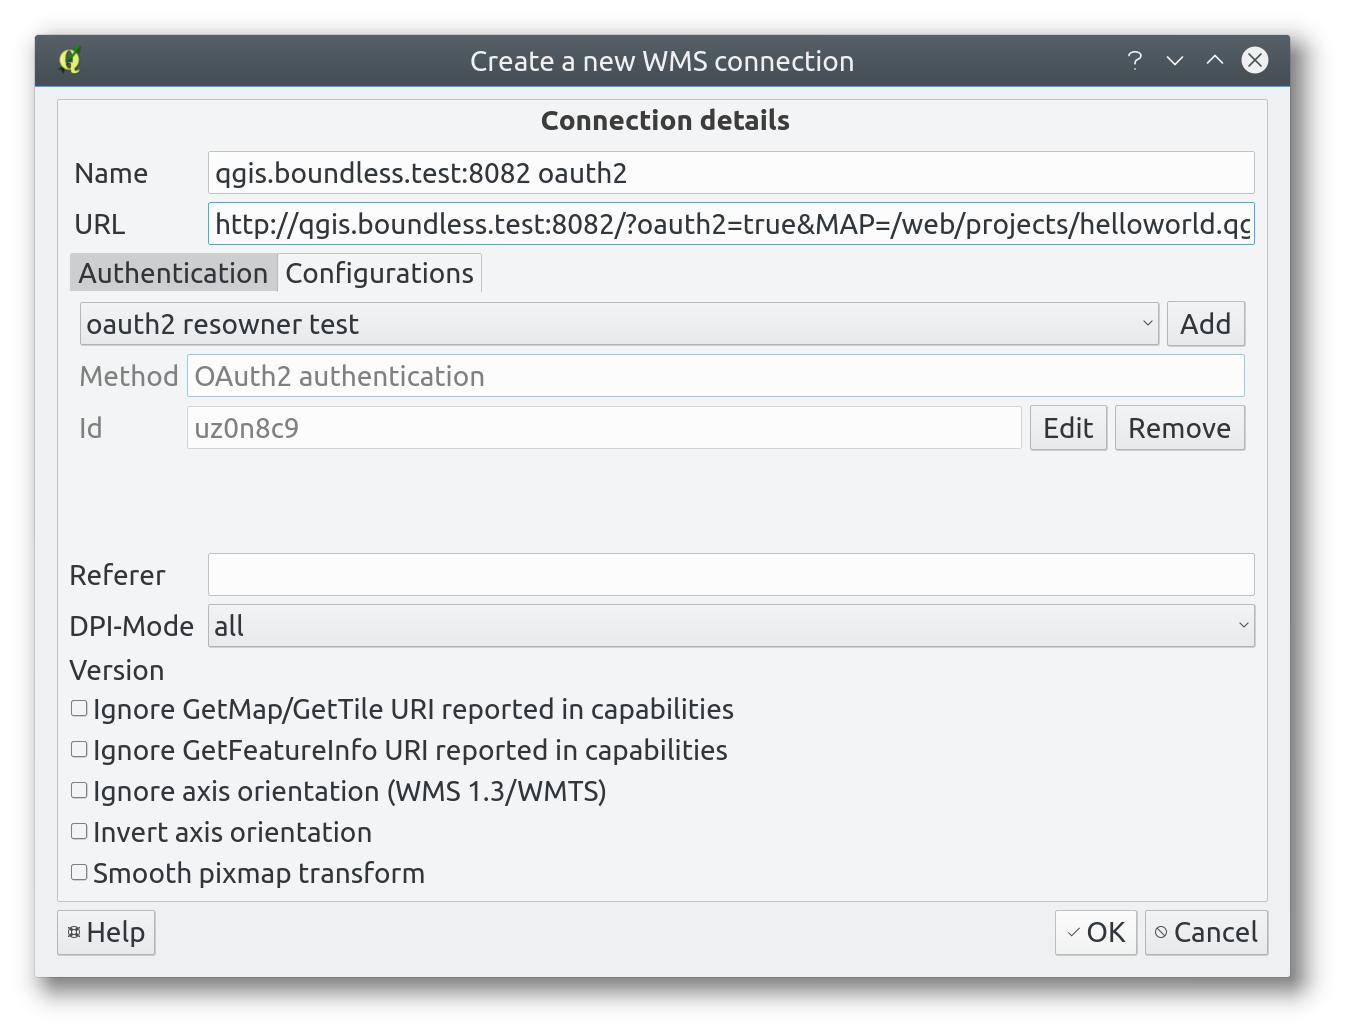 Create a new WMS connection
Connection details
Name qgis.boundless.test:8082 oauth2
URL http://qgis.boundless.test:8082/?oauth2=true&MAP=/web/projects/helloworld.qg
Authentication Configurations
oauth2 resowner test Add
Method OAuth2 authentication
Id uz0n8c9 Edit Remove
Referer
DPI-Mode all
Version
Ignore GetMap/GetTile URI reported in capabilities
Ignore GetFeatureInfo URI reported in capabilities
Ignore axis orientation (WMS 1.3/WMTS)
Invert axis orientation
Smooth pixmap transform
Help OK Cancel